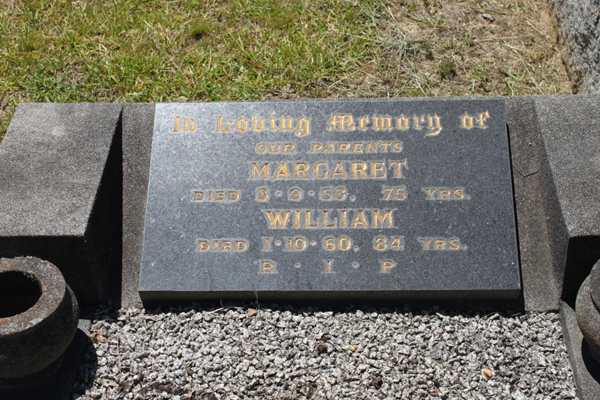 In Loving Memory of
OUR PARENTS
MARGARET
DIED 8·9·53, 75 YRS.
WILLIAM
DIED 1·10·60, 84 YRS.
R·I·P